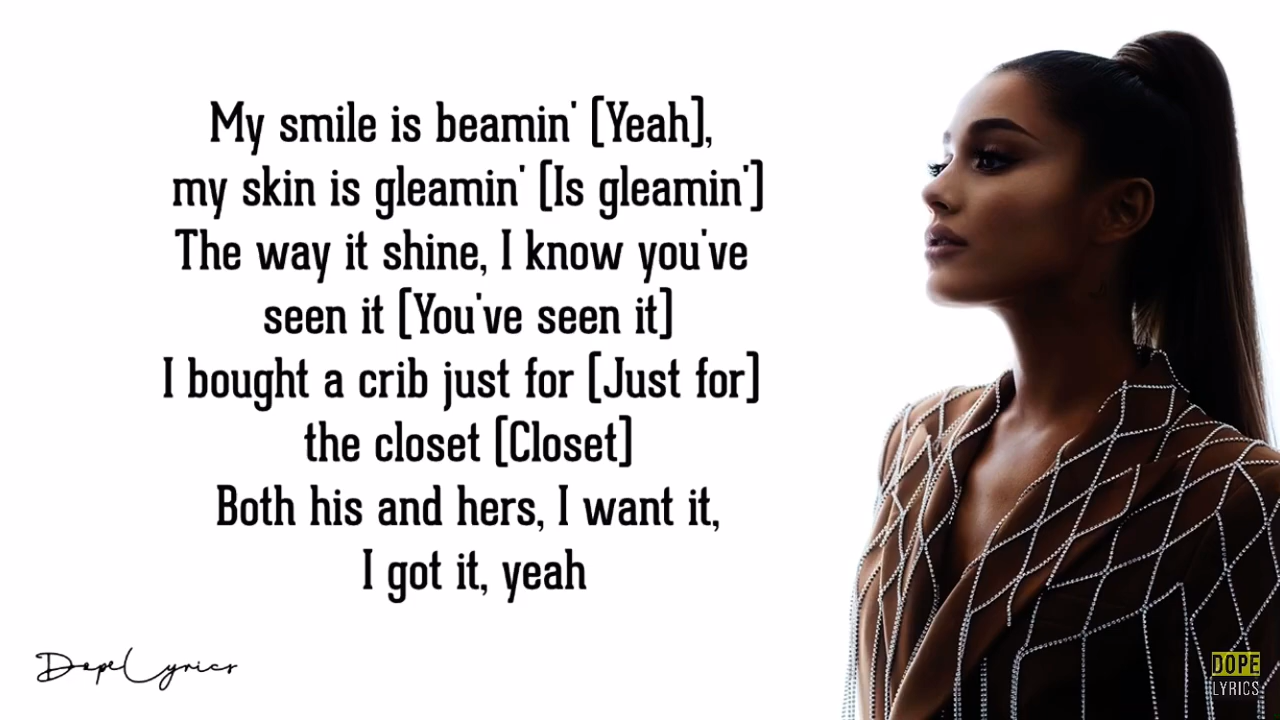 My smile is beamin' [Yeah],
my skin is gleamin' [Is gleamin']
The way it shine, I know you've
seen it [You've seen it]
I bought a crib just for [Just for]
the closet [Closet]
Both his and hers, I want it,
I got it, yeah
DopeLyrics
DOPE
LYRICS